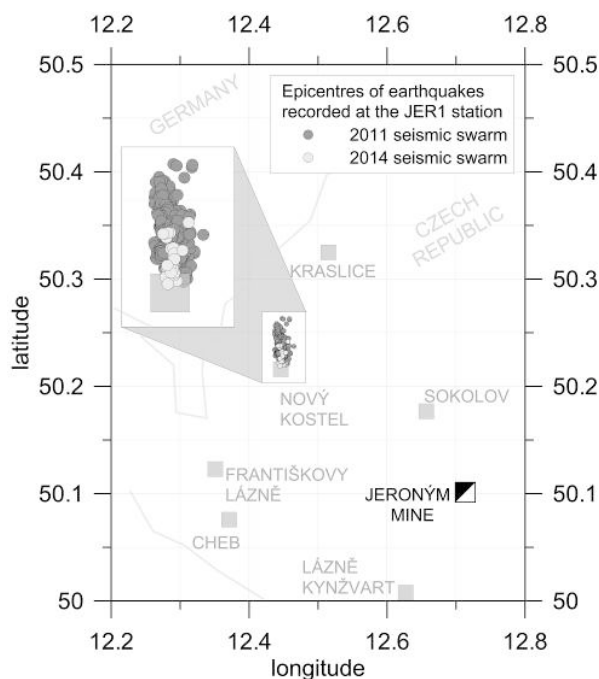 12.2 12.4 12.6 12.8
50.5 50.5
GERMANY
Epicentres of earthquakes
recorded at the JER1 station
2011 seismic swarm
2014 seismic swarm
50.4 50.4
CZECH
REPUBLIC
50.3 50.3
KRASLICE
latitude
50.2 50.2
NOVÝ
KOSTEL
SOKOLOV
FRANTIŠKOVY
LÁZNĚ
50.1 50.1
JERONÝM
MINE
CHEB
LÁZNĚ
KYNŽVART
50 50
12.2 12.4 12.6 12.8
longitude